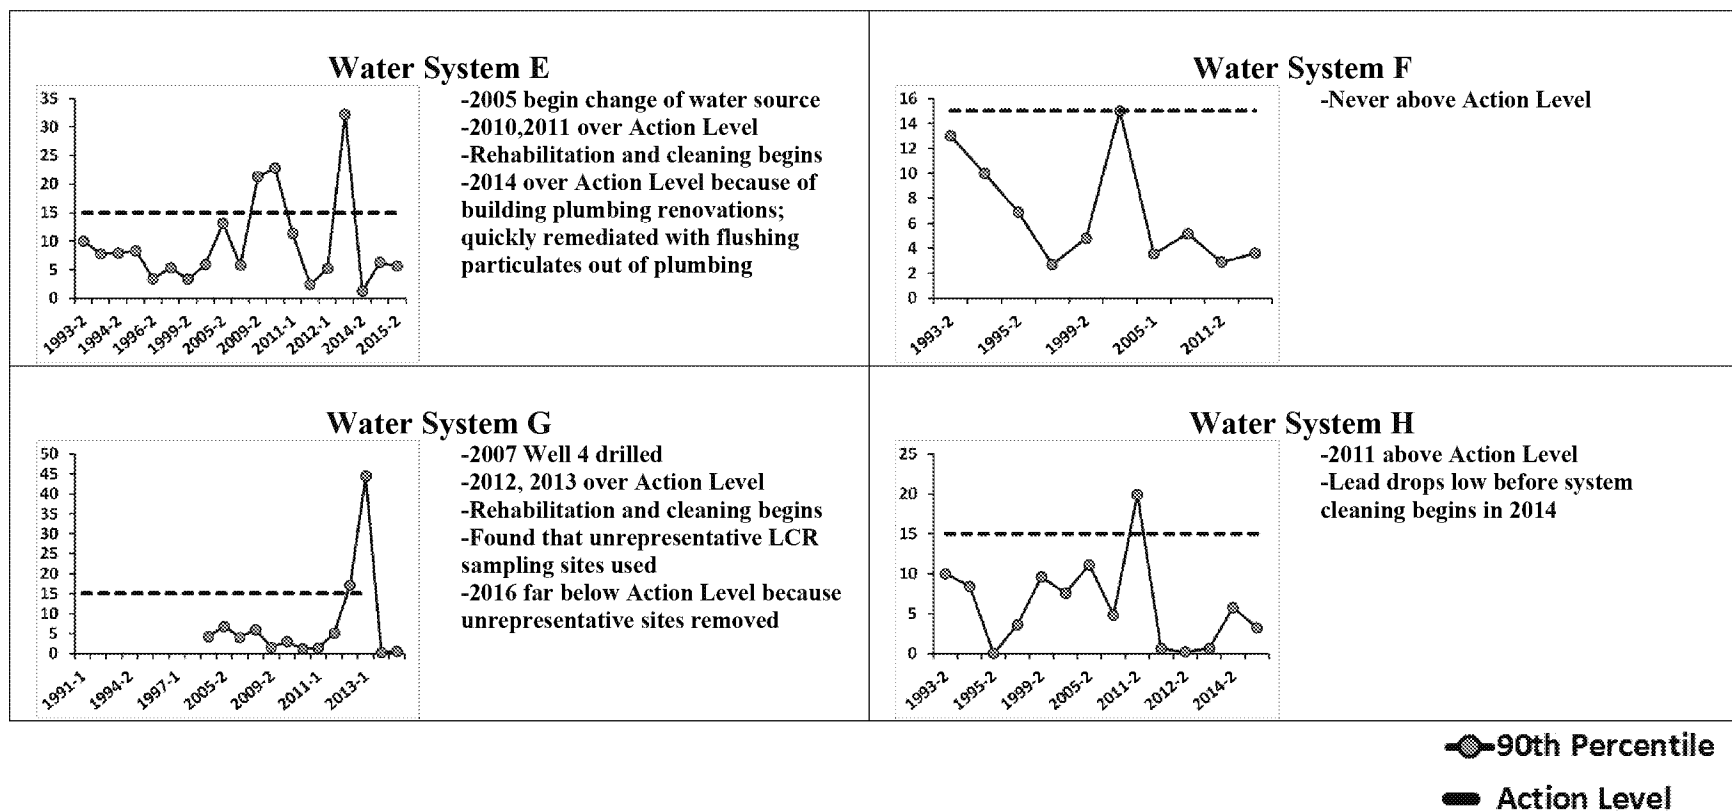 Water System E
35
30
25
20
15
10
5
0
1993-2
1994-2
1996-2
1999-2
2005-2
2009-2
2011-1
2012-1
2014-2
2015-2
-2005 begin change of water source
-2010,2011 over Action Level
-Rehabilitation and cleaning begins
-2014 over Action Level because of
building plumbing renovations;
quickly remediated with flushing
particulates out of plumbing
Water System F
16
14
12
10
8
6
4
2
0
1993-2
1995-2
1999-2
2005-1
2011-2
-Never above Action Level
Water System G
50
45
40
35
30
25
20
15
10
5
0
1991-1
1994-2
1997-1
2005-2
2009-2
2011-1
2013-1
-2007 Well 4 drilled
-2012, 2013 over Action Level
-Rehabilitation and cleaning begins
-Found that unrepresentative LCR
sampling sites used
-2016 far below Action Level because
unrepresentative sites removed
Water System H
25
20
15
10
5
0
1993-2
1995-2
1999-2
2005-2
2011-2
2012-2
2014-2
-2011 above Action Level
-Lead drops low before system
cleaning begins in 2014
90th Percentile
Action Level